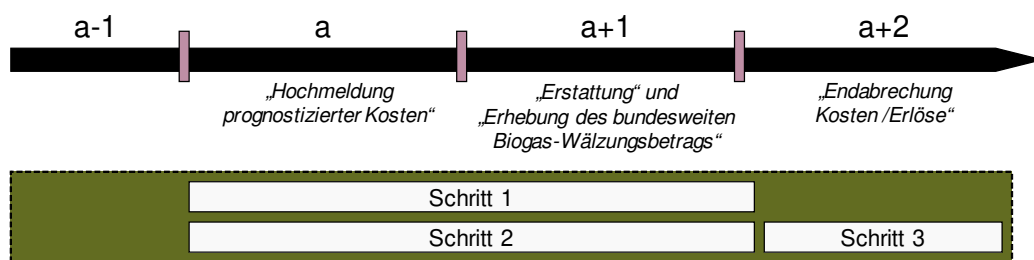 a-1
a
a+1
a+2
„Hochmeldung
prognostizierter Kosten“
„Erstattung“ und
„Erhebung des bundesweiten
Biogas-Wälzungsbetrags“
„Endabrechung
Kosten /Erlöse“
Schritt 1
Schritt 2
Schritt 3